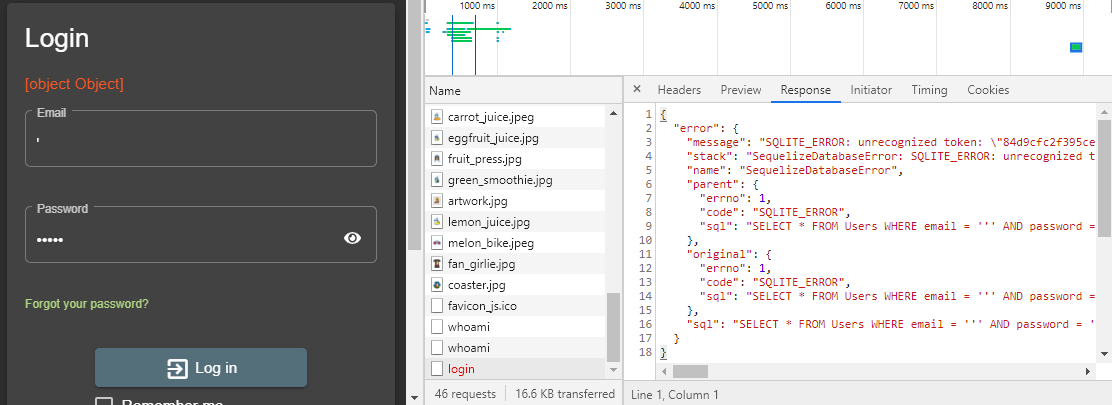 Login
[object Object]
Email
'
Password
•••••
Forgot your password?
Log in
Remember me
1000 ms 2000 ms 3000 ms 4000 ms 5000 ms 6000 ms 7000 ms 8000 ms 9000 ms
Name
carrot_juice.jpeg
eggfruit_juice.jpg
fruit_press.jpg
green_smoothie.jpg
artwork.jpg
lemon_juice.jpg
melon_bike.jpeg
fan_girlie.jpg
coaster.jpg
favicon_js.ico
whoami
whoami
login
46 requests 16.6 KB transferred
× Headers Preview Response Initiator Timing Cookies
1 {
2 "error": {
3 "message": "SQLITE_ERROR: unrecognized token: \"84d9cfc2f395ce
4 "stack": "SequelizeDatabaseError: SQLITE_ERROR: unrecognized t
5 "name": "SequelizeDatabaseError",
6 "parent": {
7 "errno": 1,
8 "code": "SQLITE_ERROR",
9 "sql": "SELECT * FROM Users WHERE email = ''' AND password =
10 },
11 "original": {
12 "errno": 1,
13 "code": "SQLITE_ERROR",
14 "sql": "SELECT * FROM Users WHERE email = ''' AND password =
15 },
16 "sql": "SELECT * FROM Users WHERE email = ''' AND password = '
17 }
18 }
Line 1, Column 1